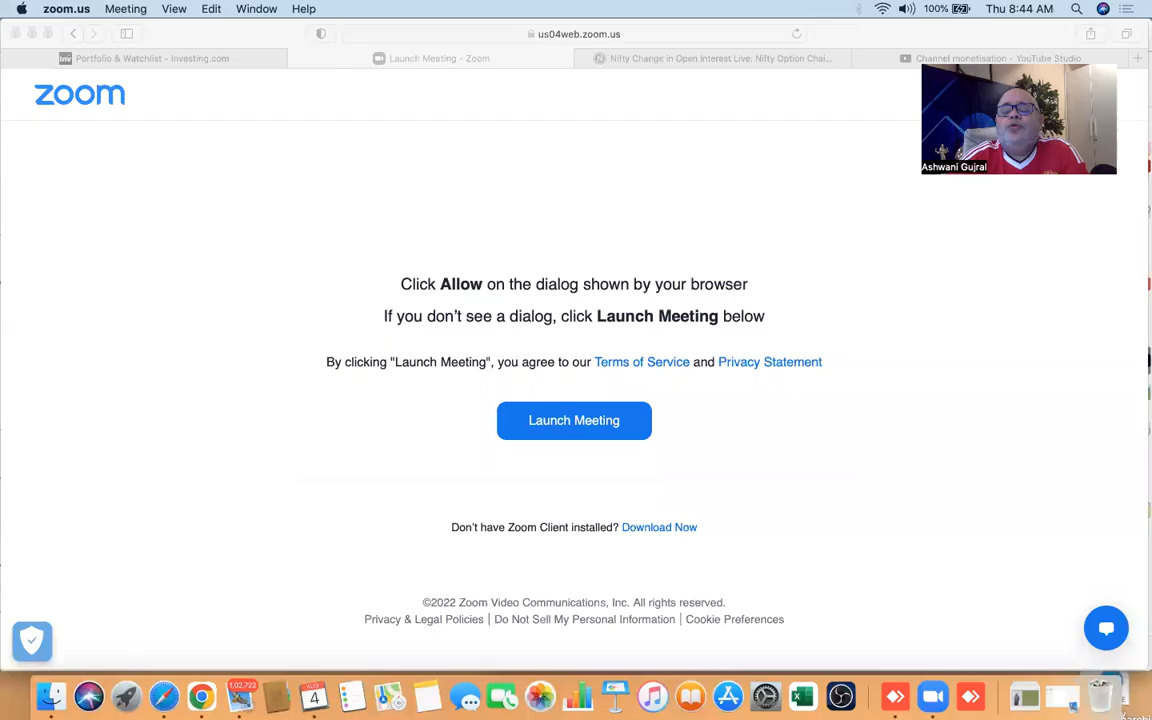 zoom.us Meeting View Edit Window Help 100% Thu 8:44 AM
us04web.zoom.us
Portfolio & Watchlist - Investing.com Launch Meeting - Zoom Nifty Change in Open Interest Live: Nifty Option Chai... Channel monetisation - YouTube Studio
zoom
Ashwani Gujral
Click Allow on the dialog shown by your browser
If you don't see a dialog, click Launch Meeting below
By clicking "Launch Meeting", you agree to our Terms of Service and Privacy Statement
Launch Meeting
Don't have Zoom Client installed? Download Now
©2022 Zoom Video Communications, Inc. All rights reserved.
Privacy & Legal Policies | Do Not Sell My Personal Information | Cookie Preferences
1,02,722
AUG
4